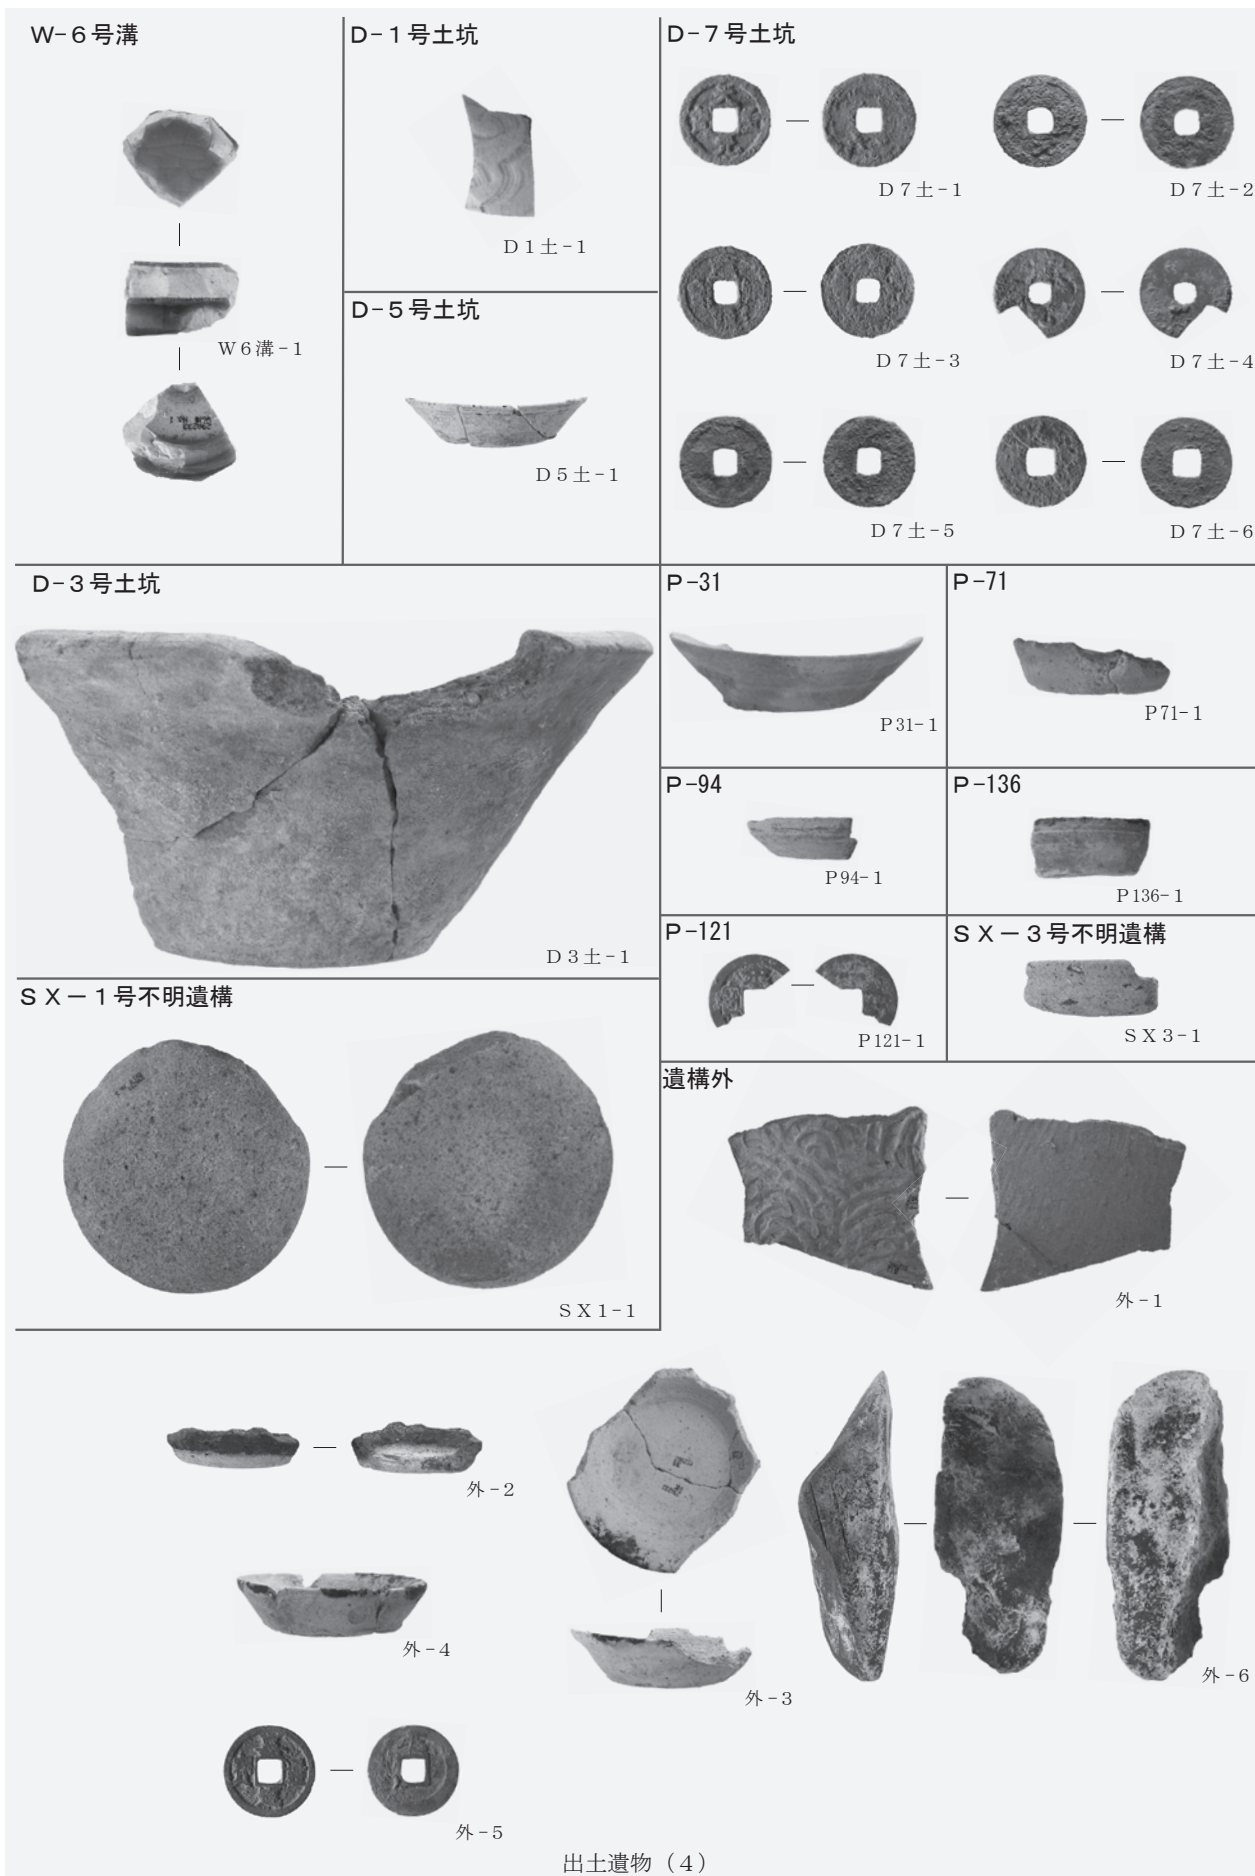 W-6号溝
W6溝-1
D-1号土坑
D1土-1
D-5号土坑
D5土-1
D-7号土坑
D7土-1
D7土-2
D7土-3
D7土-4
D7土-5
D7土-6
D-3号土坑
D3土-1
P-31
P31-1
P-71
P71-1
P-94
P94-1
P-136
P136-1
P-121
P121-1
SX-3号不明遺構
SX3-1
SX-1号不明遺構
SX1-1
遺構外
外-1
外-2
外-3
外-4
外-5
外-6
出土遺物(4)